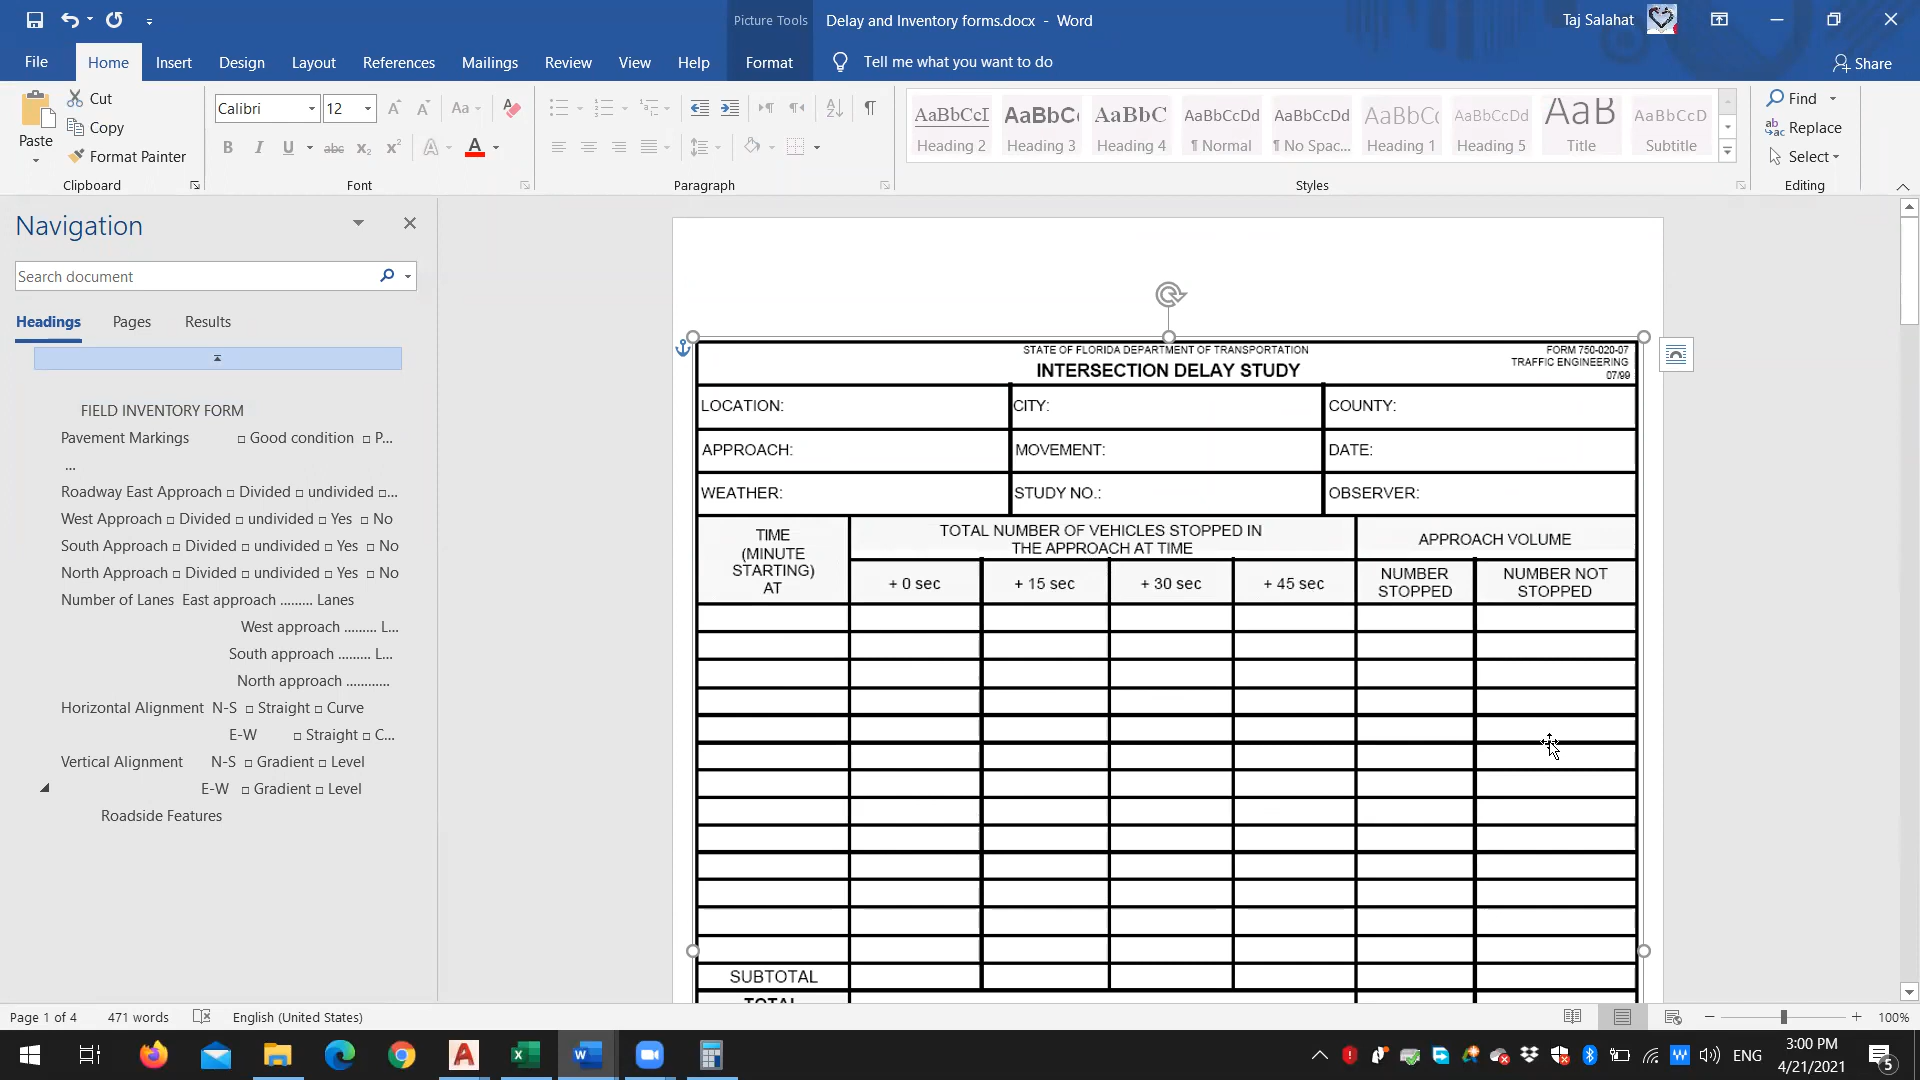 Picture Tools
Delay and Inventory forms.docx - Word
Taj Salahat
File
Home
Insert
Design
Layout
References
Mailings
Review
View
Help
Format
Tell me what you want to do
Share
Paste
Cut
Copy
Format Painter
Clipboard
Calibri
12
Aa
B I U abc x₂ x² A A
Font
Paragraph
AaBbCcI
Heading 2
AaBbC
Heading 3
AaBbC
Heading 4
AaBbCcDd
¶ Normal
AaBbCcDd
¶ No Spac...
AaBbC
Heading 1
AaBbCcDd
Heading 5
AaB
Title
AaBbCcD
Subtitle
Styles
Find
Replace
Select
Editing
Navigation
Search document
Headings
Pages
Results
FIELD INVENTORY FORM
Pavement Markings □ Good condition □ P...
...
Roadway East Approach □ Divided □ undivided □...
West Approach □ Divided □ undivided □ Yes □ No
South Approach □ Divided □ undivided □ Yes □ No
North Approach □ Divided □ undivided □ Yes □ No
Number of Lanes East approach ......... Lanes
West approach ......... L...
South approach ......... L...
North approach ............
Horizontal Alignment N-S □ Straight □ Curve
E-W □ Straight □ C...
Vertical Alignment N-S □ Gradient □ Level
E-W □ Gradient □ Level
Roadside Features
STATE OF FLORIDA DEPARTMENT OF TRANSPORTATION
INTERSECTION DELAY STUDY
FORM 750-020-07
TRAFFIC ENGINEERING
07/99
LOCATION:
CITY:
COUNTY:
APPROACH:
MOVEMENT:
DATE:
WEATHER:
STUDY NO.:
OBSERVER:
TIME
(MINUTE
STARTING)
AT
TOTAL NUMBER OF VEHICLES STOPPED IN
THE APPROACH AT TIME
APPROACH VOLUME
+ 0 sec
+ 15 sec
+ 30 sec
+ 45 sec
NUMBER
STOPPED
NUMBER NOT
STOPPED
SUBTOTAL
TOTAL
Page 1 of 4
471 words
English (United States)
100%
ENG
3:00 PM
4/21/2021
5